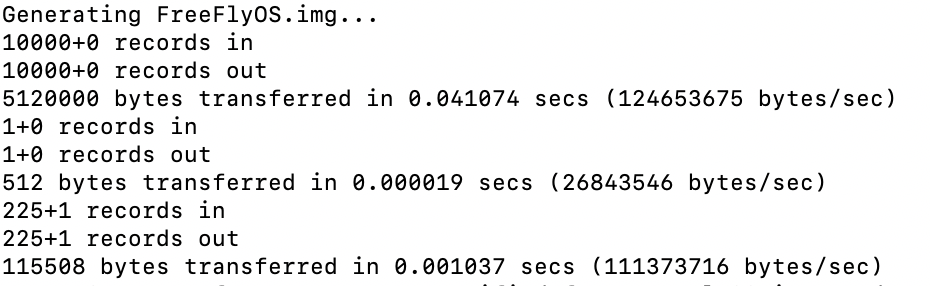 Generating FreeFlyOS.img...
10000+0 records in
10000+0 records out
5120000 bytes transferred in 0.041074 secs (124653675 bytes/sec)
1+0 records in
1+0 records out
512 bytes transferred in 0.000019 secs (26843546 bytes/sec)
225+1 records in
225+1 records out
115508 bytes transferred in 0.001037 secs (111373716 bytes/sec)